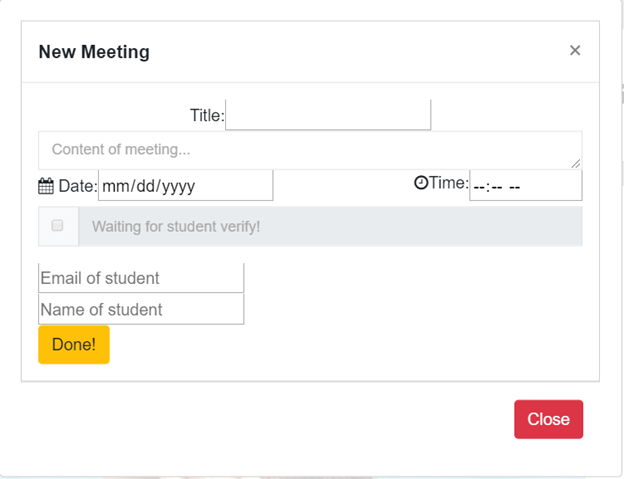 New Meeting ×
Title:
Content of meeting...
Date: mm/dd/yyyy Time: --:-- --
Waiting for student verify!
Email of student
Name of student
Done!
Close